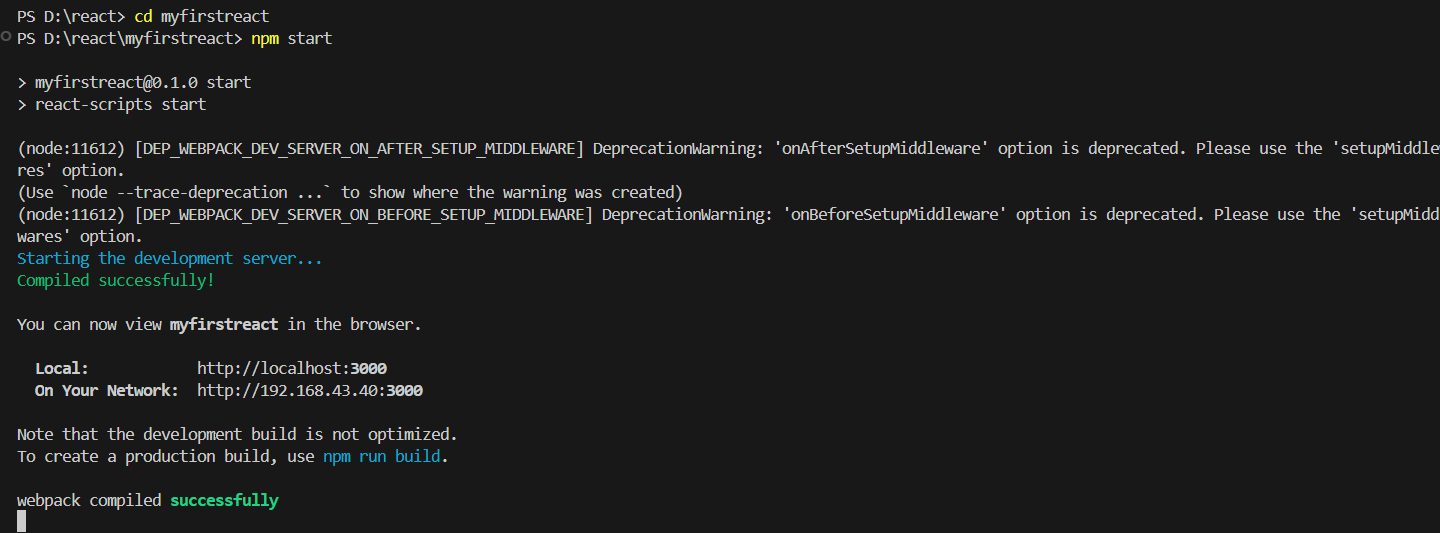 PS D:\react> cd myfirstreact
PS D:\react\myfirstreact> npm start
> myfirstreact@0.1.0 start
> react-scripts start
(node:11612) [DEP_WEBPACK_DEV_SERVER_ON_AFTER_SETUP_MIDDLEWARE] DeprecationWarning: 'onAfterSetupMiddleware' option is deprecated. Please use the 'setupMiddlew
res' option.
(Use `node --trace-deprecation ...` to show where the warning was created)
(node:11612) [DEP_WEBPACK_DEV_SERVER_ON_BEFORE_SETUP_MIDDLEWARE] DeprecationWarning: 'onBeforeSetupMiddleware' option is deprecated. Please use the 'setupMidd
wares' option.
Starting the development server...
Compiled successfully!
You can now view myfirstreact in the browser.
Local: http://localhost:3000
On Your Network: http://192.168.43.40:3000
Note that the development build is not optimized.
To create a production build, use npm run build.
webpack compiled successfully